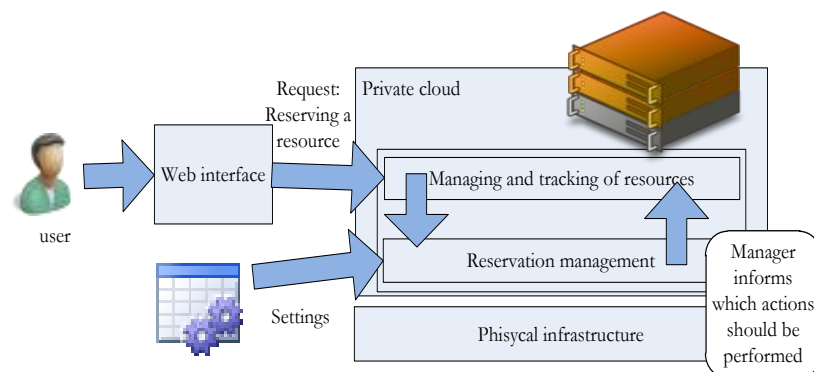 Request:
Reserving a
resource
Private cloud
Web interface
Managing and tracking of resources
user
Reservation management
Settings
Phisycal infrastructure
Manager
informs
which actions
should be
performed